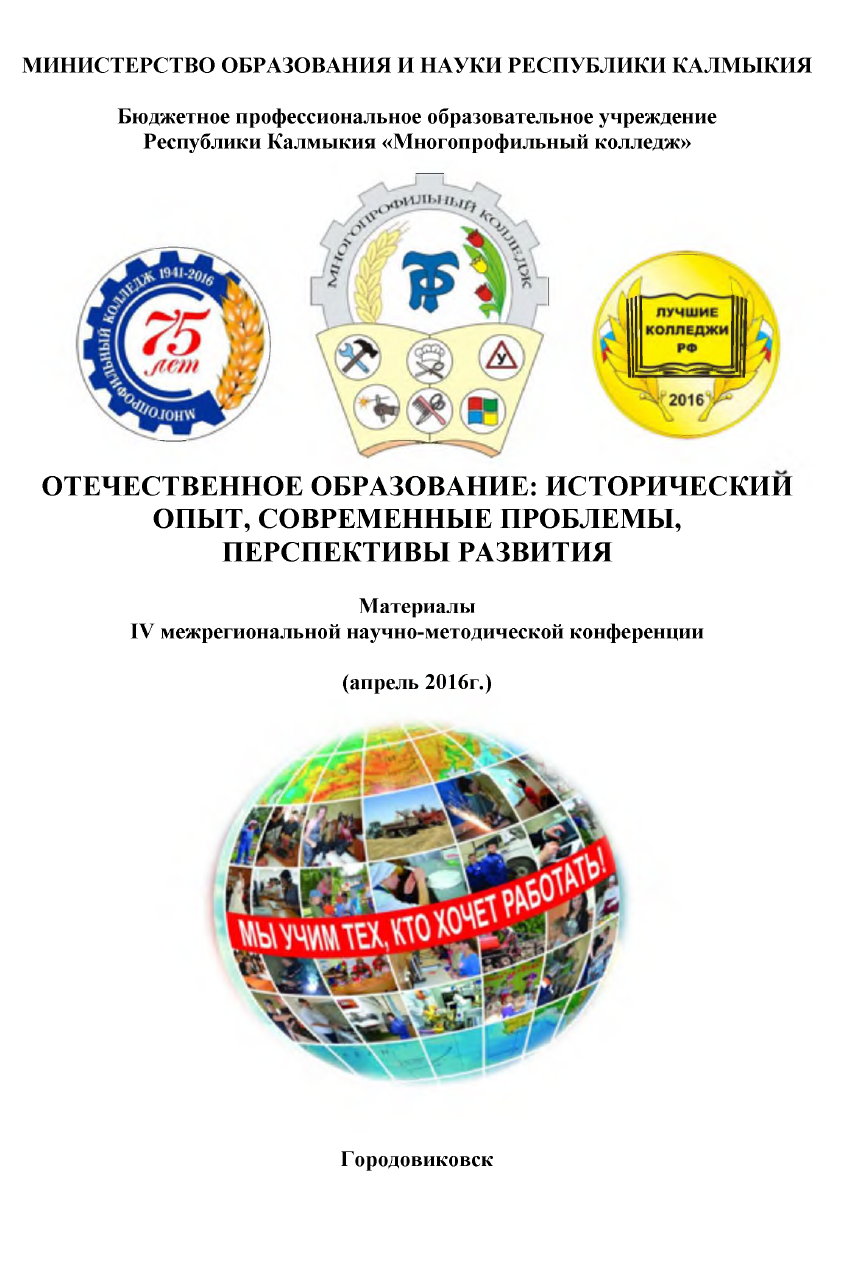 МИНИСТЕРСТВО ОБРАЗОВАНИЯ И НАУКИ РЕСПУБЛИКИ КАЛМЫКИЯ
Бюджетное профессиональное образовательное учреждение
Республики Калмыкия «Многопрофильный колледж»
МНОГОПРОФИЛЬНЫЙ КОЛЛЕДЖ 1941-2016
75
лет
МНОГОПРОФИЛЬНЫЙ КОЛЛЕДЖ
У
ЛУЧШИЕ
КОЛЛЕДЖИ
РФ
2016
ОТЕЧЕСТВЕННОЕ ОБРАЗОВАНИЕ: ИСТОРИЧЕСКИЙ
ОПЫТ, СОВРЕМЕННЫЕ ПРОБЛЕМЫ,
ПЕРСПЕКТИВЫ РАЗВИТИЯ
Материалы
IV межрегиональной научно-методической конференции
(апрель 2016г.)
МЫ УЧИМ ТЕХ, КТО ХОЧЕТ РАБОТАТЬ!
Городовиковск